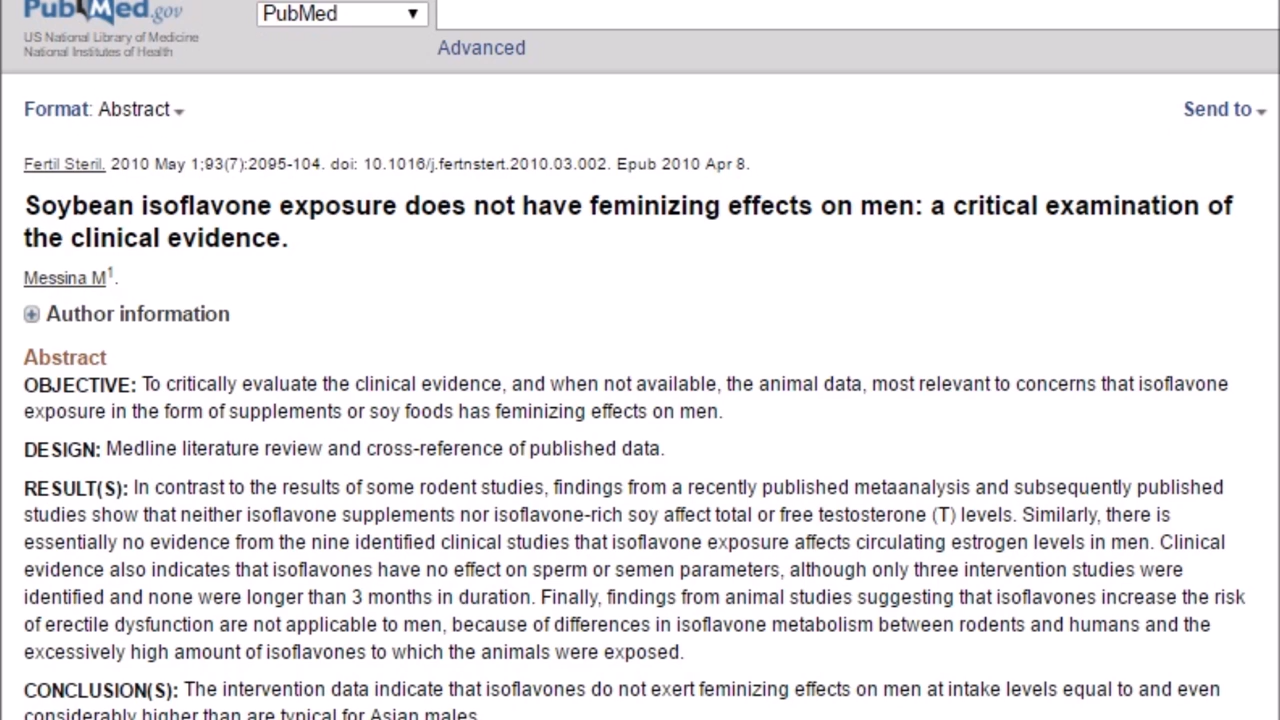 PubMed.gov
PubMed
US National Library of Medicine
National Institutes of Health
Advanced
Format: Abstract
Send to
Fertil Steril. 2010 May 1;93(7):2095-104. doi: 10.1016/j.fertnstert.2010.03.002. Epub 2010 Apr 8.
Soybean isoflavone exposure does not have feminizing effects on men: a critical examination of
the clinical evidence.
Messina M1.
Author information
Abstract
OBJECTIVE: To critically evaluate the clinical evidence, and when not available, the animal data, most relevant to concerns that isoflavone
exposure in the form of supplements or soy foods has feminizing effects on men.
DESIGN: Medline literature review and cross-reference of published data.
RESULT(S): In contrast to the results of some rodent studies, findings from a recently published metaanalysis and subsequently published
studies show that neither isoflavone supplements nor isoflavone-rich soy affect total or free testosterone (T) levels. Similarly, there is
essentially no evidence from the nine identified clinical studies that isoflavone exposure affects circulating estrogen levels in men. Clinical
evidence also indicates that isoflavones have no effect on sperm or semen parameters, although only three intervention studies were
identified and none were longer than 3 months in duration. Finally, findings from animal studies suggesting that isoflavones increase the risk
of erectile dysfunction are not applicable to men, because of differences in isoflavone metabolism between rodents and humans and the
excessively high amount of isoflavones to which the animals were exposed.
CONCLUSION(S): The intervention data indicate that isoflavones do not exert feminizing effects on men at intake levels equal to and even
considerably higher than are typical for Asian males.